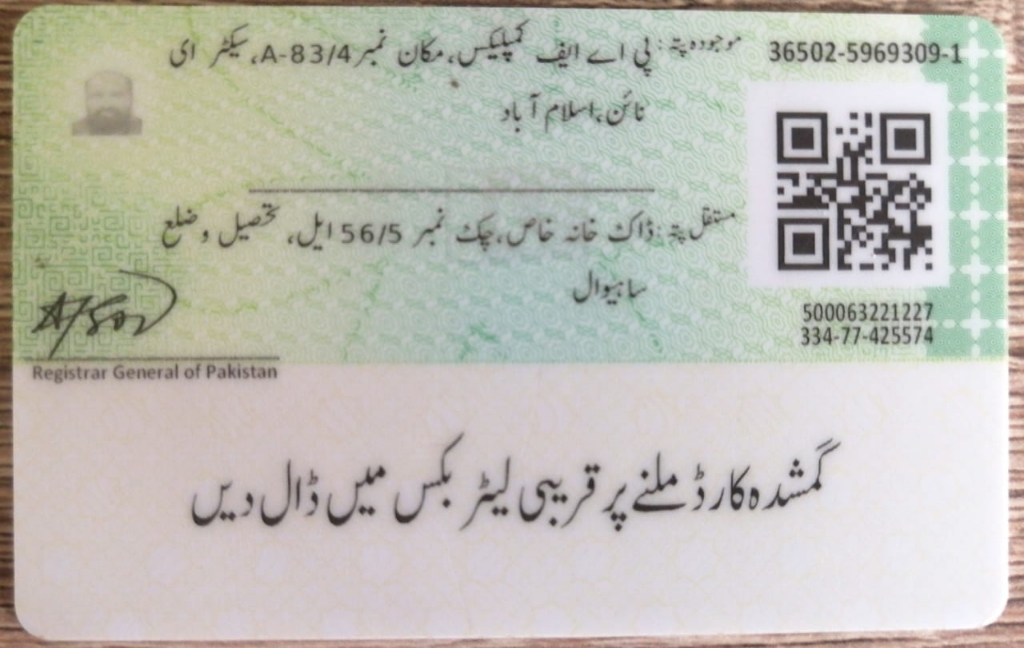 موجودہ پتہ: پی اے ایف کمپلیکس، مکان نمبر A-83/4، سیکٹر ای
نائن، اسلام آباد
36502-5969309-1
مستقل پتہ: ڈاک خانہ خاص، چک نمبر 56/5 ایل، تحصیل و ضلع
ساہیوال
500063221227
334-77-425574
Registrar General of Pakistan
گمشدہ کارڈ ملنے پر قریبی لیٹر بکس میں ڈال دیں